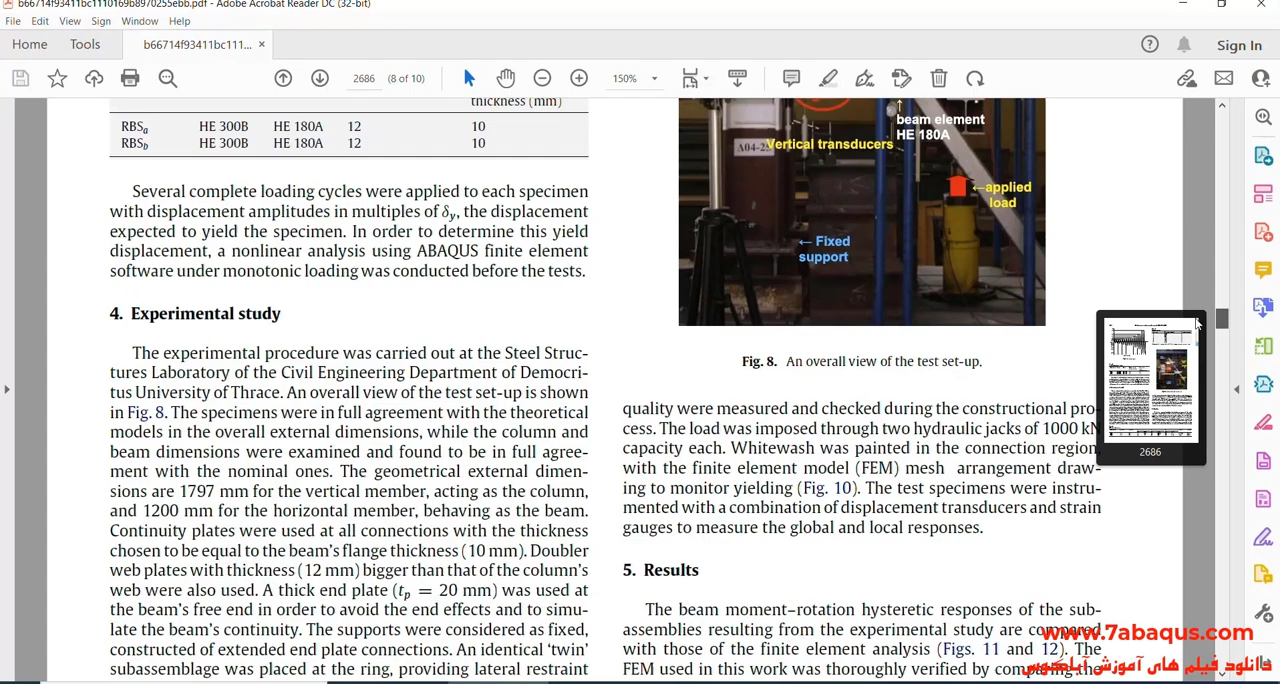 b66714f93411bc1110169b8970255ebb.pdf - Adobe Acrobat Reader DC (32-bit)
File Edit View Sign Window Help
Home Tools b66714f93411bc111... × Sign In
2686 (8 of 10) 150%
thickness (mm)
RBSa HE 300B HE 180A 12 10
RBSb HE 300B HE 180A 12 10
Several complete loading cycles were applied to each specimen
with displacement amplitudes in multiples of δy, the displacement
expected to yield the specimen. In order to determine this yield
displacement, a nonlinear analysis using ABAQUS finite element
software under monotonic loading was conducted before the tests.
4. Experimental study
The experimental procedure was carried out at the Steel Struc-
tures Laboratory of the Civil Engineering Department of Democri-
tus University of Thrace. An overall view of the test set-up is shown
in Fig. 8. The specimens were in full agreement with the theoretical
models in the overall external dimensions, while the column and
beam dimensions were examined and found to be in full agree-
ment with the nominal ones. The geometrical external dimen-
sions are 1797 mm for the vertical member, acting as the column,
and 1200 mm for the horizontal member, behaving as the beam.
Continuity plates were used at all connections with the thickness
chosen to be equal to the beam's flange thickness (10 mm). Doubler
web plates with thickness (12 mm) bigger than that of the column's
web were also used. A thick end plate (tp = 20 mm) was used at
the beam's free end in order to avoid the end effects and to simu-
late the beam's continuity. The supports were considered as fixed,
constructed of extended end plate connections. An identical 'twin'
subassemblage was placed at the ring, providing lateral restraint
↑
beam element
HE 180A
A04-2
Vertical transducers
←applied
load
← Fixed
support
Fig. 8. An overall view of the test set-up.
quality were measured and checked during the constructional pro-
cess. The load was imposed through two hydraulic jacks of 1000 kN
capacity each. Whitewash was painted in the connection region,
with the finite element model (FEM) mesh arrangement draw-
ing to monitor yielding (Fig. 10). The test specimens were instru-
mented with a combination of displacement transducers and strain
gauges to measure the global and local responses.
5. Results
The beam moment–rotation hysteretic responses of the sub-
assemblies resulting from the experimental study are compared
with those of the finite element analysis (Figs. 11 and 12). The
FEM used in this work was thoroughly verified by comparing the
2686
www.7abaqus.com
دانلود فیلم های آموزش آباکوس